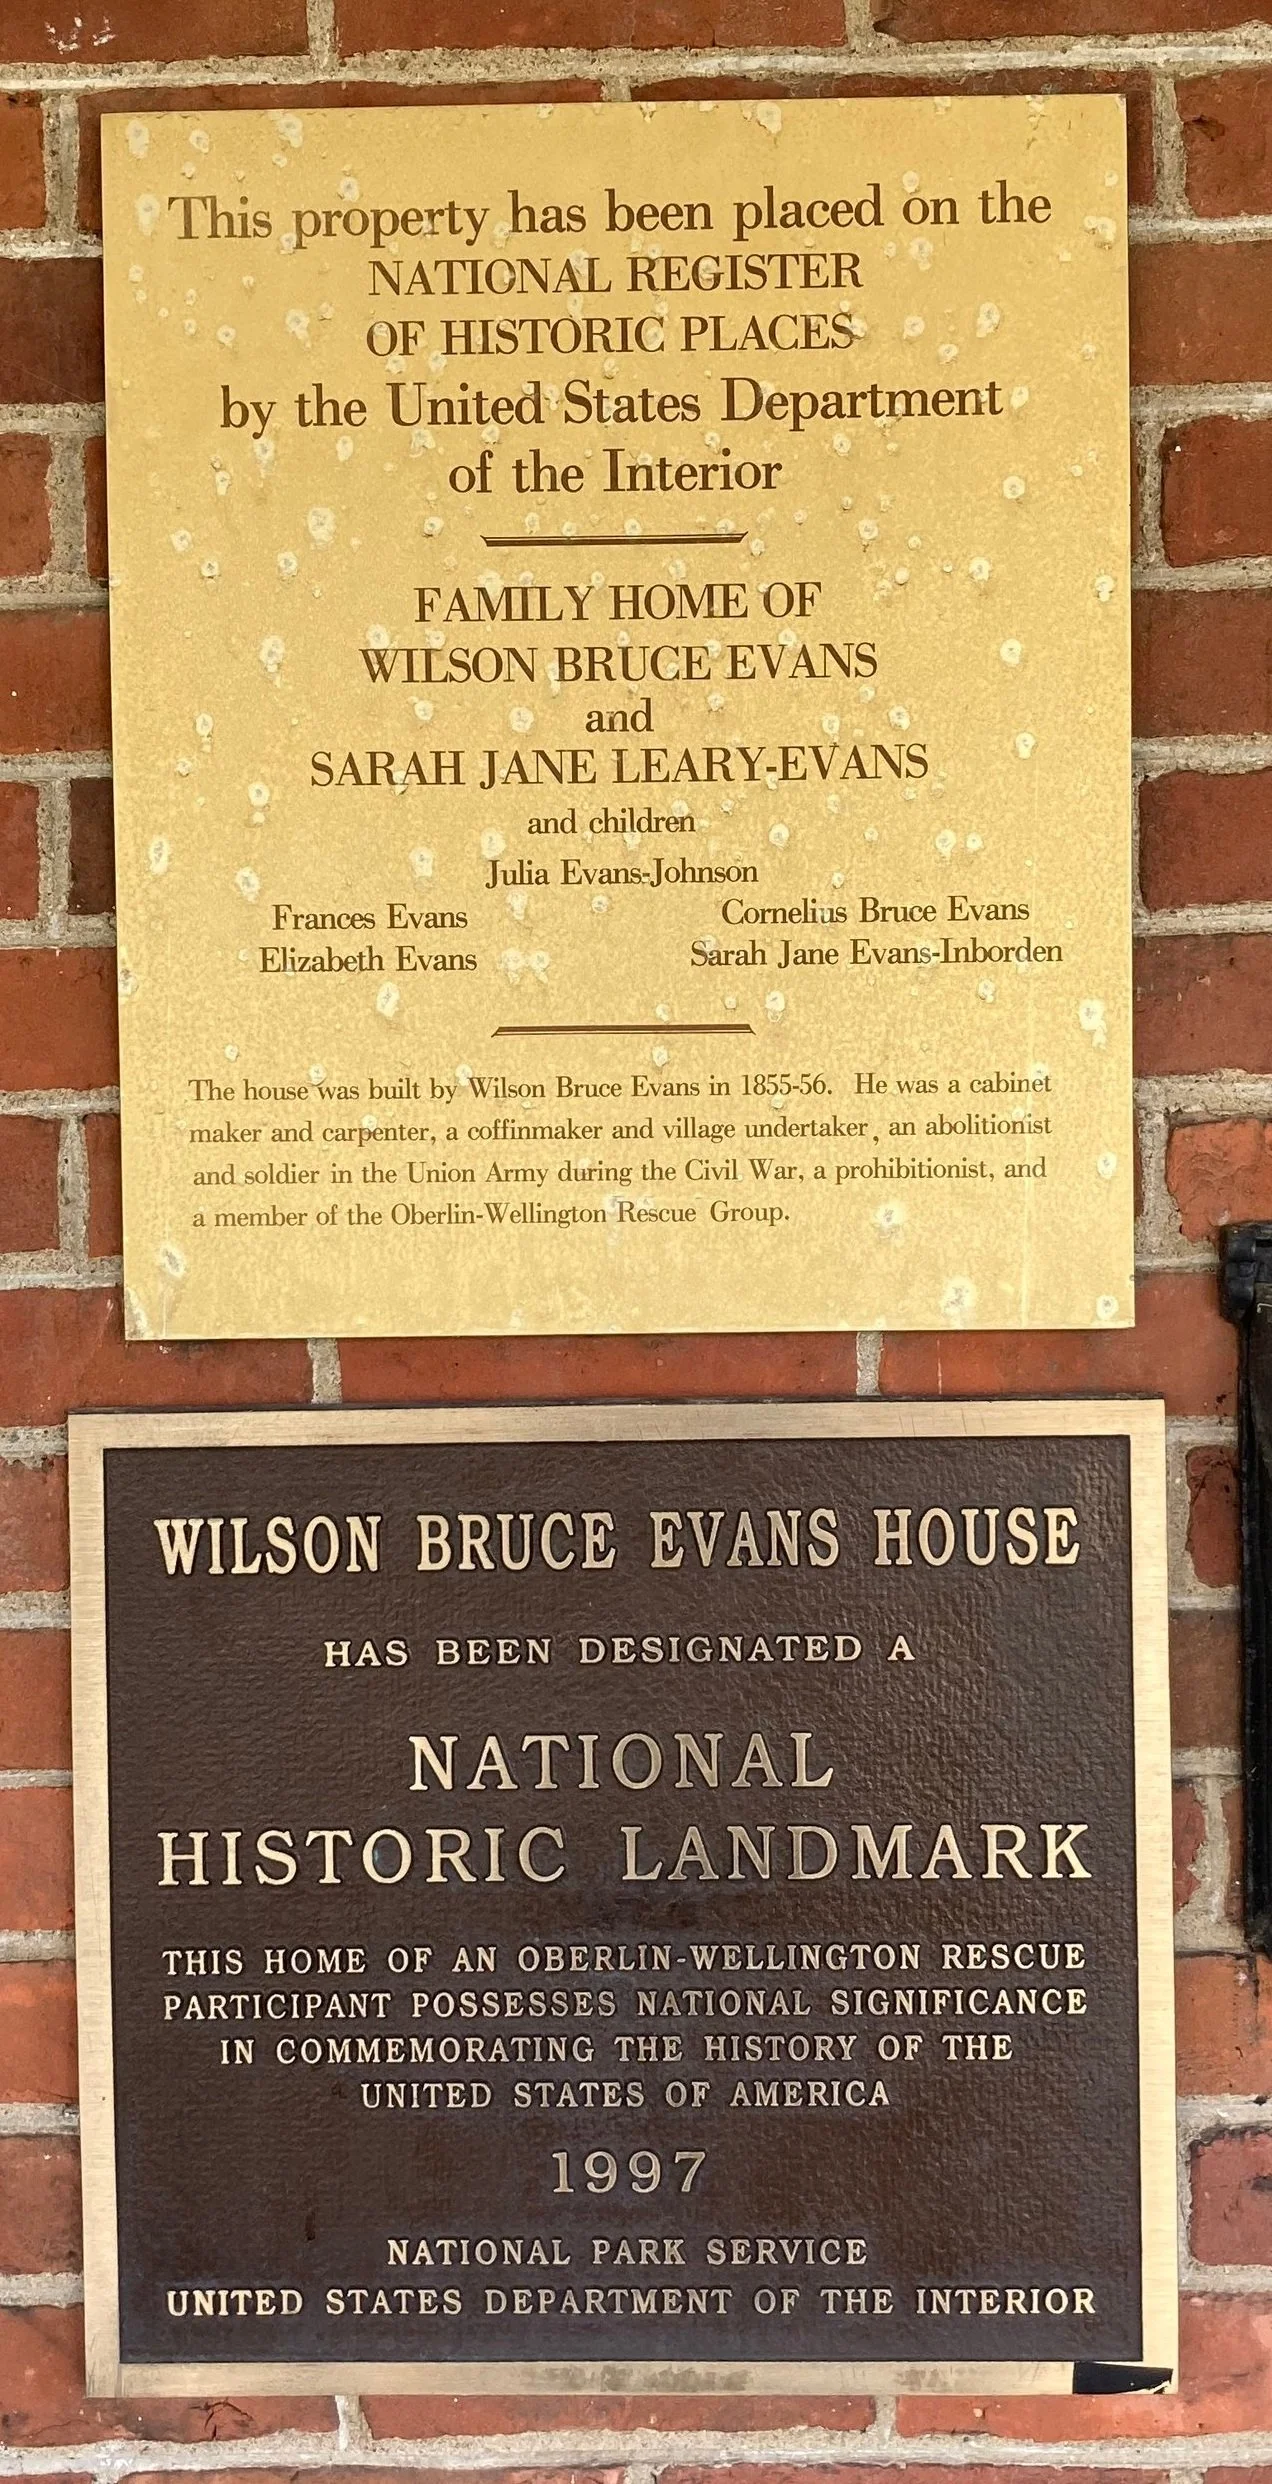 This property has been placed on the
NATIONAL REGISTER
OF HISTORIC PLACES
by the United States Department
of the Interior
FAMILY HOME OF
WILSON BRUCE EVANS
and
SARAH JANE LEARY-EVANS
and children
Julia Evans-Johnson
Frances Evans Cornelius Bruce Evans
Elizabeth Evans Sarah Jane Evans-Inborden
The house was built by Wilson Bruce Evans in 1855-56. He was a cabinet
maker and carpenter, a coffinmaker and village undertaker, an abolitionist
and soldier in the Union Army during the Civil War, a prohibitionist, and
a member of the Oberlin-Wellington Rescue Group.
WILSON BRUCE EVANS HOUSE
HAS BEEN DESIGNATED A
NATIONAL
HISTORIC LANDMARK
THIS HOME OF AN OBERLIN-WELLINGTON RESCUE
PARTICIPANT POSSESSES NATIONAL SIGNIFICANCE
IN COMMEMORATING THE HISTORY OF THE
UNITED STATES OF AMERICA
1997
NATIONAL PARK SERVICE
UNITED STATES DEPARTMENT OF THE INTERIOR